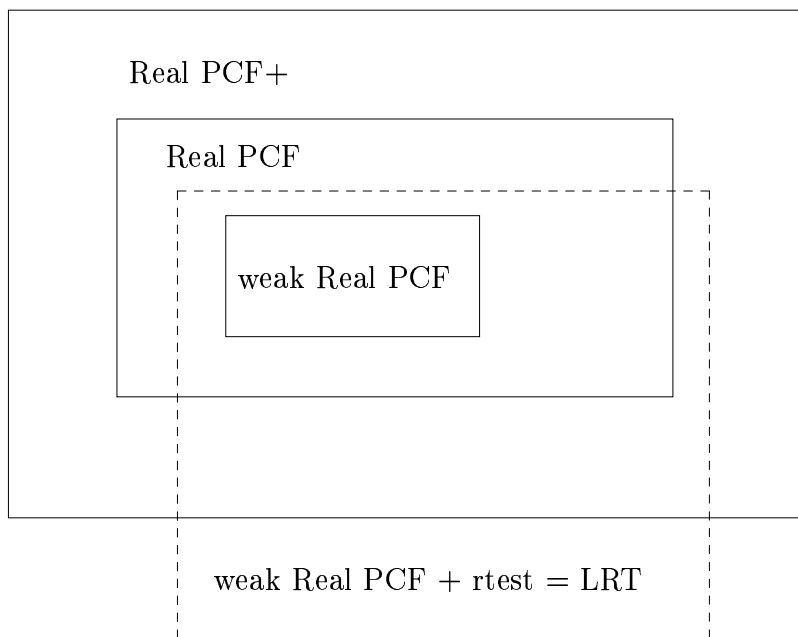 Real PCF+
Real PCF
weak Real PCF
weak Real PCF + rtest = LRT